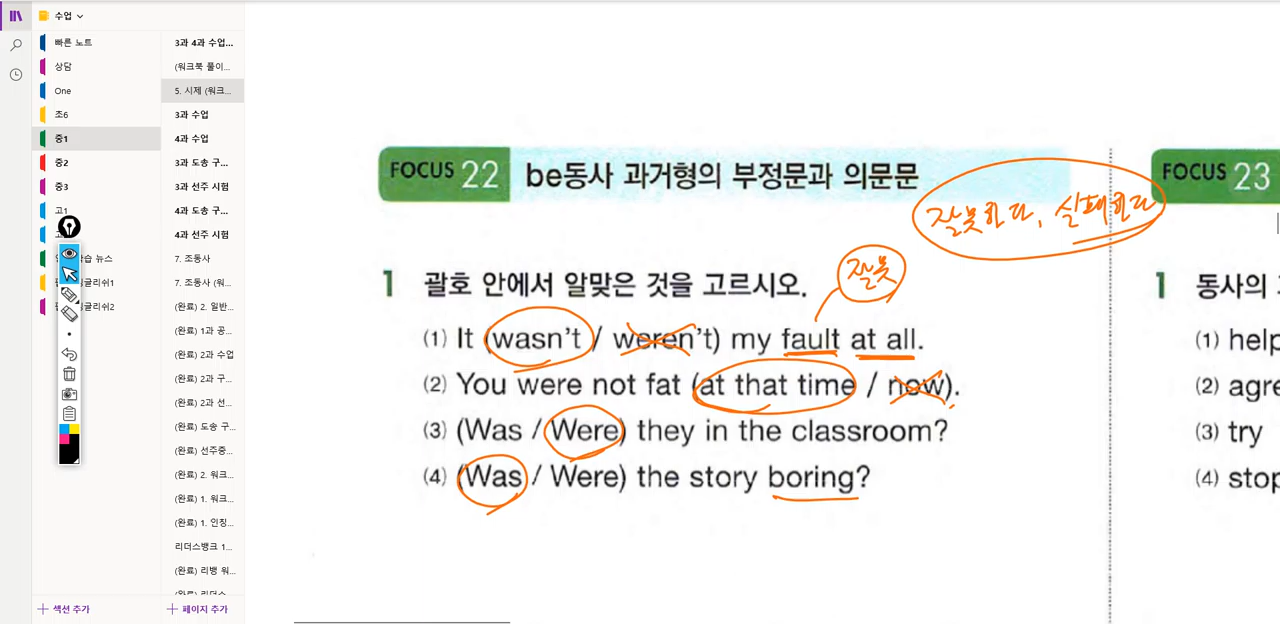 수업
빠른 노트
상담
One
초6
중1
중2
중3
고1
습 뉴스
글리쉬1
글리쉬2
색션 추가
3과 4과 수업...
(워크북 풀이...
5. 시제 (워크...
3과 수업
4과 수업
3과 도송 구...
3과 선주 시험
4과 도송 구...
4과 선주 시험
7. 조동사
7. 조동사 (워...
(완료) 2. 일반...
(완료) 1과 공...
(완료) 2과 수업
(완료) 2과 구...
(완료) 2과 선...
(완료) 도송 구...
(완료) 선주중...
(완료) 2. 워크...
(완료) 1. 워크...
(완료) 1. 인징...
리더스뱅크 1...
(완료) 리뱅 워...
(완료) 리더스
페이지 추가
FOCUS 22 be동사 과거형의 부정문과 의문문
잘못한다, 실패한다
1 괄호 안에서 알맞은 것을 고르시오.
잘못
(1) It (wasn't / weren't) my fault at all.
(2) You were not fat (at that time / now).
(3) (Was / Were) they in the classroom?
(4) (Was / Were) the story boring?
FOCUS 23
1 동사의
(1) help
(2) agre
(3) try
(4) stop